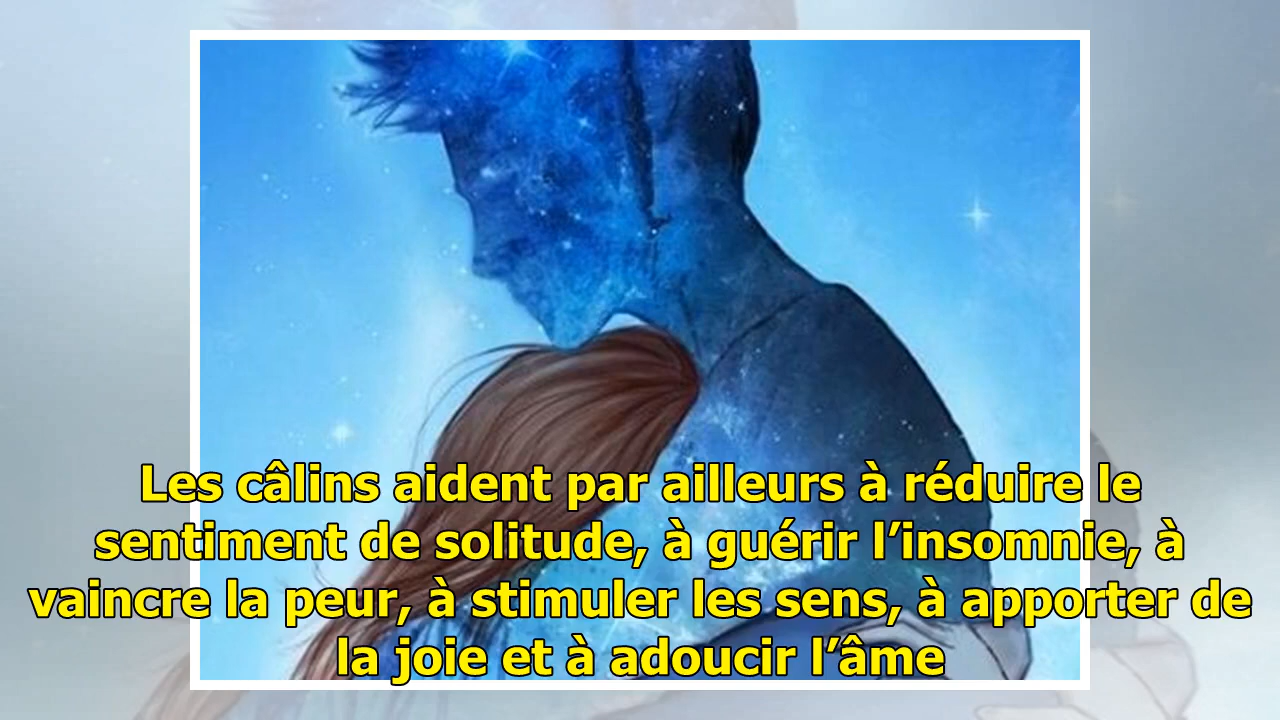 Les câlins aident par ailleurs à réduire le
sentiment de solitude, à guérir l’insomnie, à
vaincre la peur, à stimuler les sens, à apporter de
la joie et à adoucir l’âme